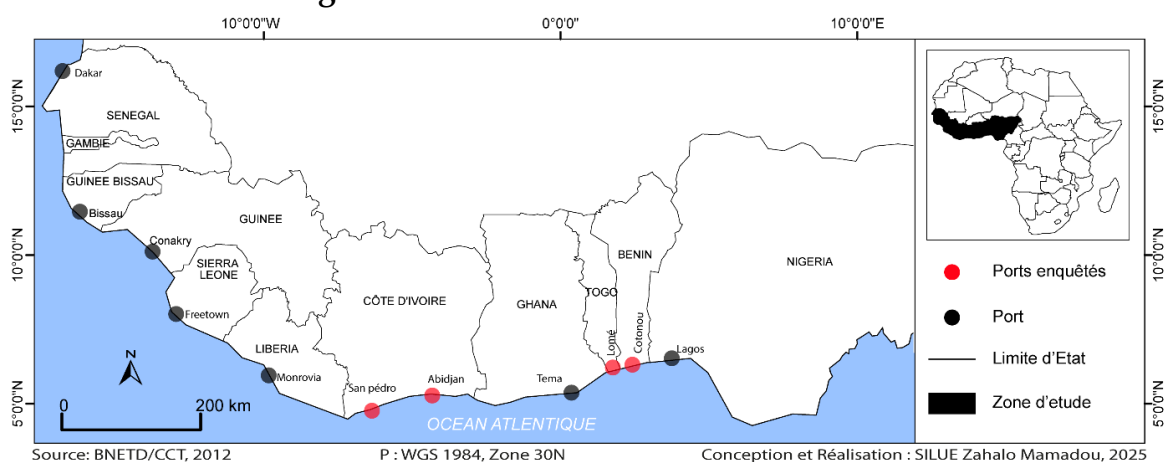 10°0'0"W
0°0'0"
10°0'0"E
15°0'0"N
10°0'0"N
5°0'0"N
Dakar
SENEGAL
GAMBIE
GUINEE BISSAU
Bissau
GUINEE
Conakry
SIERRA
LEONE
Freetown
LIBERIA
Monrovia
CÔTE D'IVOIRE
San pédro
Abidjan
GHANA
Tema
TOGO
Lomé
BENIN
Cotonou
NIGERIA
Lagos
OCEAN ATLENTIQUE
N
0 200 km
15°0'0"N
10°0'0"N
5°0'0"N
Ports enquêtés
Port
Limite d'Etat
Zone d'etude
Source: BNETD/CCT, 2012
P : WGS 1984, Zone 30N
Conception et Réalisation : SILUE Zahalo Mamadou, 2025